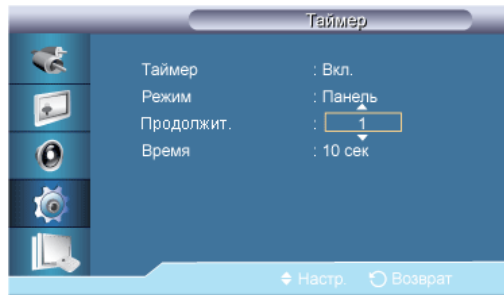 Таймер
Таймер : Вкл.
Режим : Панель
Продолжит. : 1
Время : 10 сек
Настр. Возврат